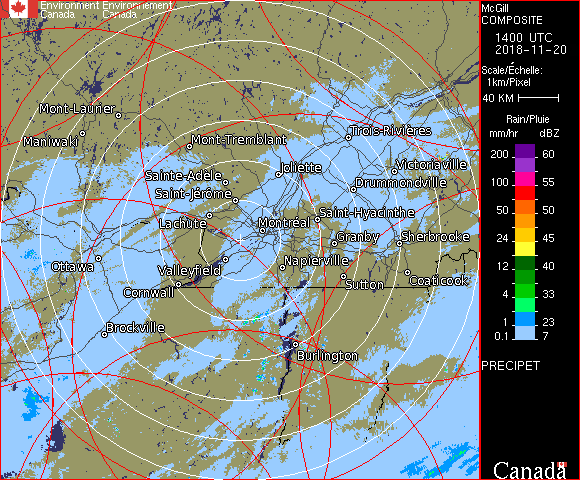 Environment Environnement
Canada Canada
McGill
COMPOSITE
1400 UTC
2018-11-20
Scale/Échelle:
1km/Pixel
40 KM
Rain/Pluie
mm/hr dBZ
200 60
100 55
50 50
24 45
12 40
4 33
1 23
0.1 7
PRECIPET
Canada
Mont-Laurier
Maniwaki
Mont-Tremblant
Trois-Rivières
Sainte-Adèle
Joliette
Victoriaville
Saint-Jérôme
Drummondville
Lachute
Montréal
Saint-Hyacinthe
Granby
Sherbrooke
Ottawa
Valleyfield
Napierville
Cornwall
Sutton
Coaticook
Brockville
Burlington